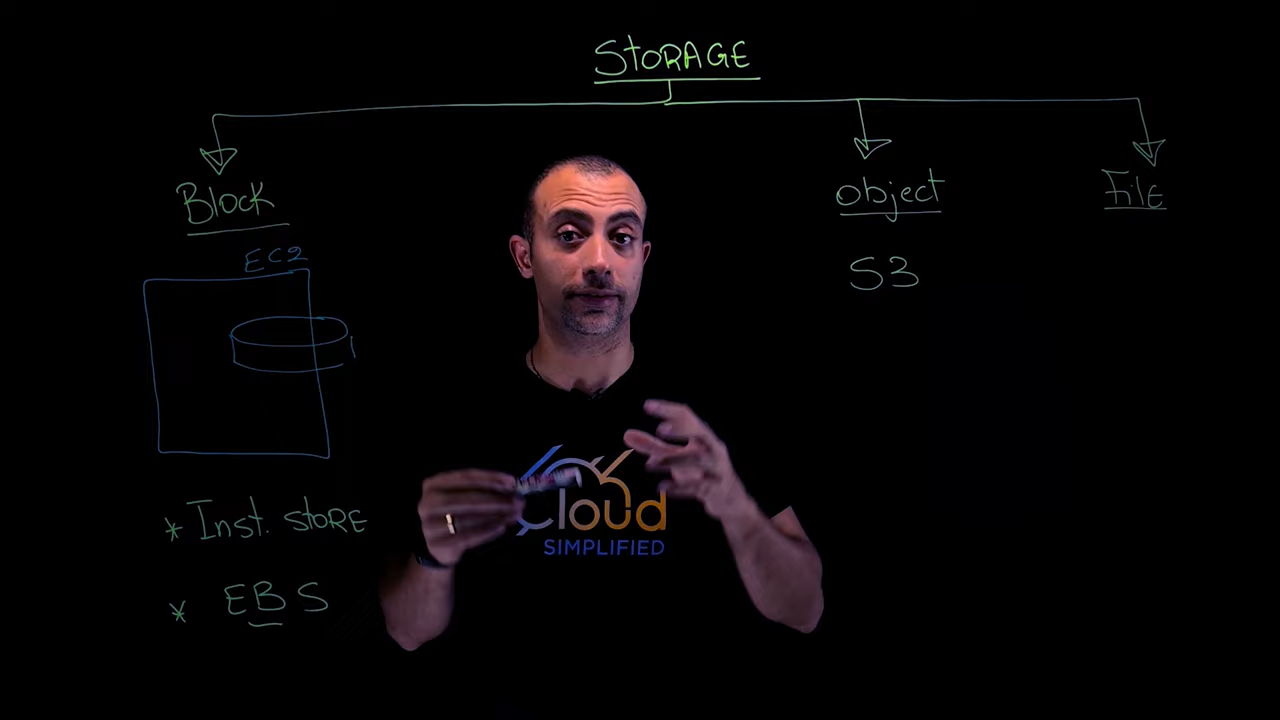 STORAGE
Block
object
File
EC2
S3
* Inst. STORE
* EBS
Cloud
SIMPLIFIED